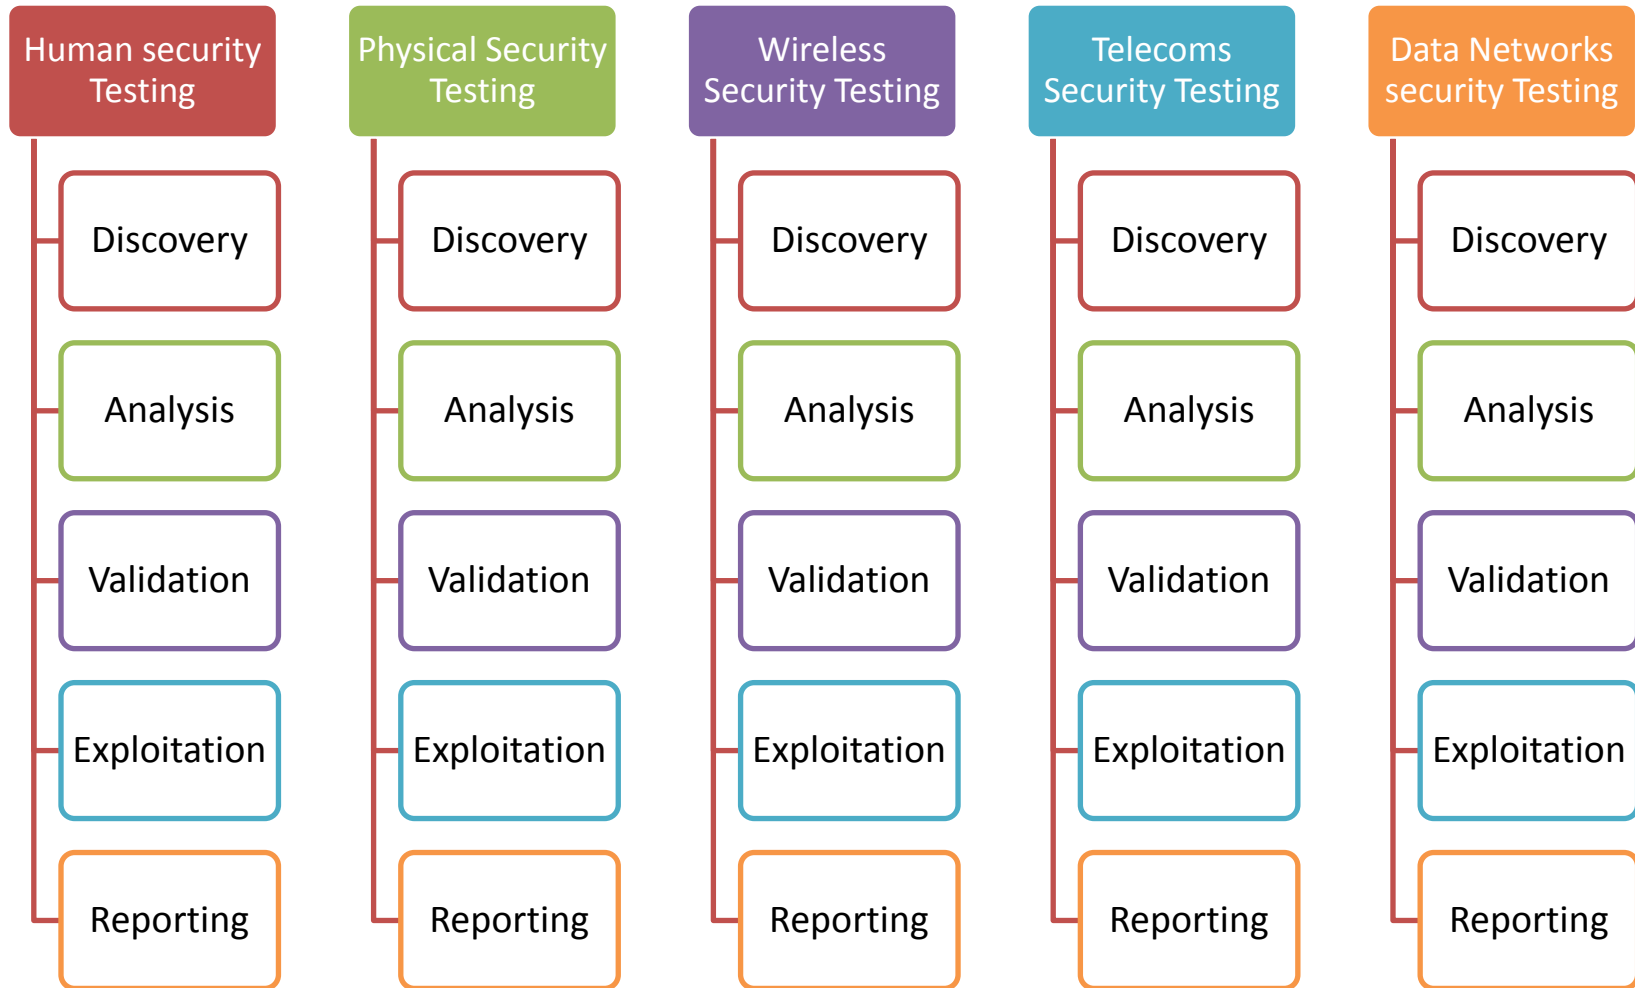 Human security
Testing
Discovery
Analysis
Validation
Exploitation
Reporting
Physical Security
Testing
Discovery
Analysis
Validation
Exploitation
Reporting
Wireless
Security Testing
Discovery
Analysis
Validation
Exploitation
Reporting
Telecoms
Security Testing
Discovery
Analysis
Validation
Exploitation
Reporting
Data Networks
security Testing
Discovery
Analysis
Validation
Exploitation
Reporting